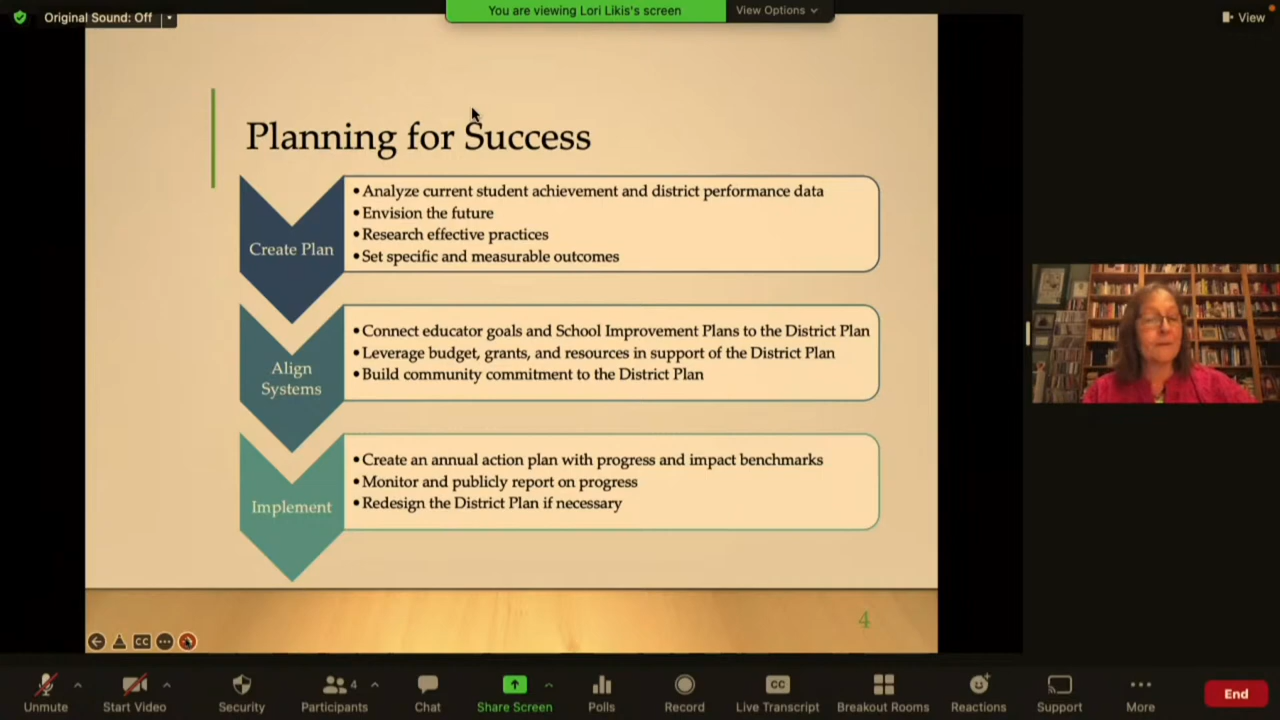 Original Sound: Off
You are viewing Lori Likis's screen
View Options
View
Planning for Success
Create Plan
• Analyze current student achievement and district performance data
• Envision the future
• Research effective practices
• Set specific and measurable outcomes
Align
Systems
• Connect educator goals and School Improvement Plans to the District Plan
• Leverage budget, grants, and resources in support of the District Plan
• Build community commitment to the District Plan
Implement
• Create an annual action plan with progress and impact benchmarks
• Monitor and publicly report on progress
• Redesign the District Plan if necessary
4
CC
4
CC
Unmute
Start Video
Security
Participants
Chat
Share Screen
Polls
Record
Live Transcript
Breakout Rooms
Reactions
Support
More
End